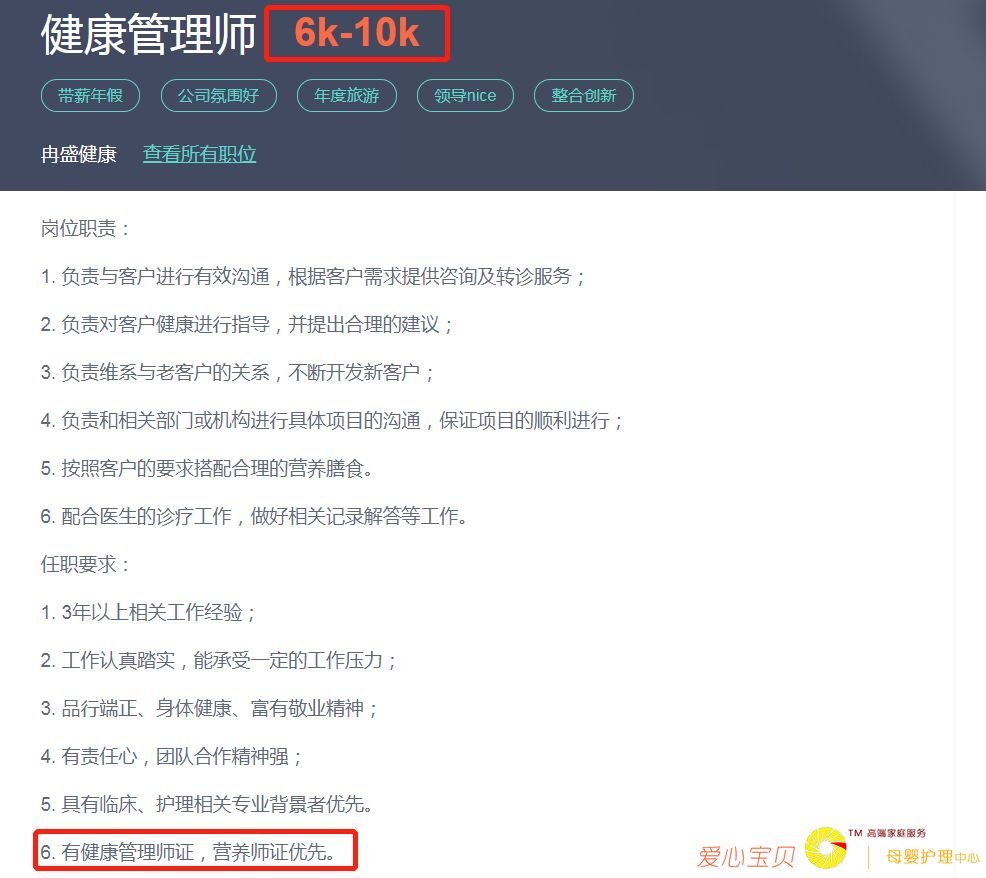 健康管理师 6k-10k
带薪年假 公司氛围好 年度旅游 领导nice 整合创新
冉盛健康 查看所有职位
岗位职责：
1. 负责与客户进行有效沟通，根据客户需求提供咨询及转诊服务；
2. 负责对客户健康进行指导，并提出合理的建议；
3. 负责维系与老客户的关系，不断开发新客户；
4. 负责和相关部门或机构进行具体项目的沟通，保证项目的顺利进行；
5. 按照客户的要求搭配合理的营养膳食。
6. 配合医生的诊疗工作，做好相关记录解答等工作。
任职要求：
1. 3年以上相关工作经验；
2. 工作认真踏实，能承受一定的工作压力；
3. 品行端正、身体健康、富有敬业精神；
4. 有责任心，团队合作精神强；
5. 具有临床、护理相关专业背景者优先。
6. 有健康管理师证，营养师证优先。
爱心宝贝 TM 高端家庭服务
母婴护理中心